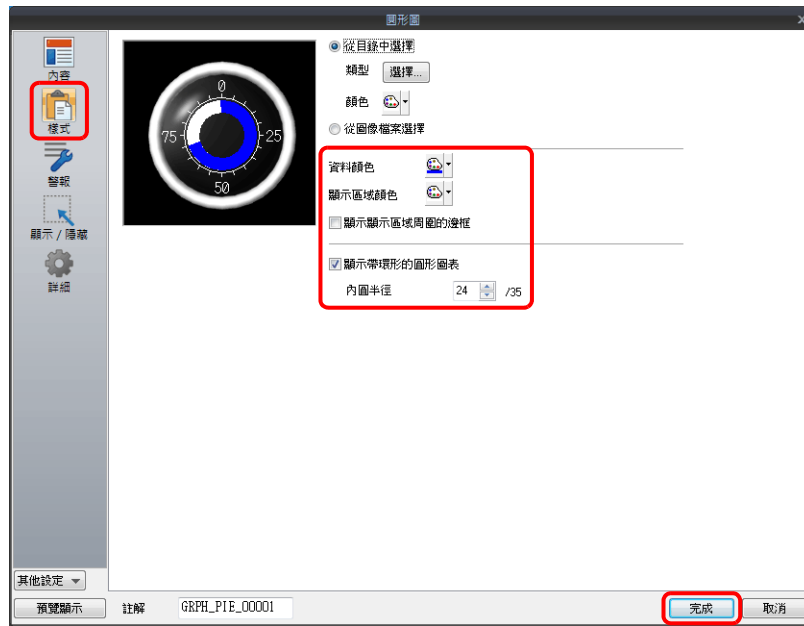 圓形圖
內容
樣式
警報
顯示 / 隱藏
詳細
0
75
25
50
從目錄中選擇
類型
選擇...
顏色
從圖像檔案選擇
資料顏色
顯示區域顏色
顯示顯示區域周圍的邊框
顯示帶環形的圓形圖表
內圓半徑
24
/35
其他設定
預覽顯示
註解
GRPH_PIE_00001
完成
取消